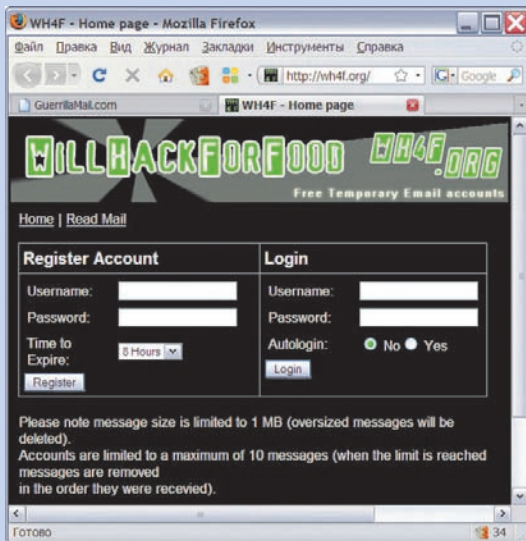 WH4F - Home page - Mozilla Firefox
Файл Правка Вид Журнал Закладки Инструменты Справка
http://wh4f.org/ G Google
GuerrillaMail.com WH4F - Home page
WILLHACKFORFOOD WH4F.ORG
Free Temporary Email accounts
Home | Read Mail
Register Account Login
Username: Username:
Password: Password:
Time to Expire: 8 Hours Autologin: No Yes
Register Login
Please note message size is limited to 1 MB (oversized messages will be
deleted).
Accounts are limited to a maximum of 10 messages (when the limit is reached
messages are removed
in the order they were recevied).
Готово 34